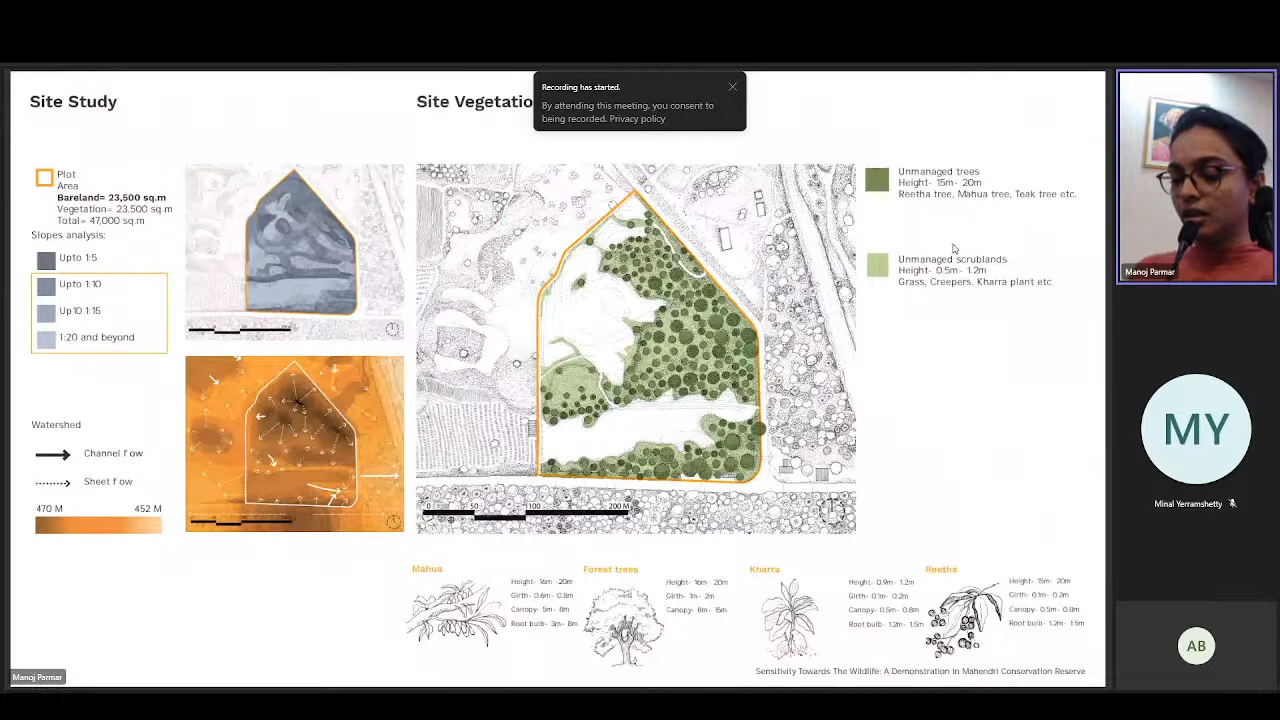 Site Study
Plot
Area
Bareland= 23,500 sq.m
Vegetation= 23,500 sq.m
Total= 47,000 sq.m
Slopes analysis:
Upto 1:5
Upto 1:10
Up10 1:15
1:20 and beyond
Watershed
Channel f ow
Sheet f ow
470 M 452 M
Site Vegetatio
Recording has started.
By attending this meeting, you consent to
being recorded. Privacy policy
0
100
200 M
Unmanaged trees
Height- 15m- 20m
Reetha tree, Mahua tree, Teak tree etc.
Unmanaged scrublands
Height- 0.5m- 1.2m
Grass, Creepers, Kharra plant etc
Mahua
Height- 16m -20m
Girth- 0.6m- 0.8m
Canopy- 5m- 8m
Root bulb- 3m- 8m
Forest trees
Height- 16m- 20m
Girth- 1m- 2m
Canopy- 8m- 15m
Kharra
Height- 0.9m- 1.2m
Girth- 0.1m- 0.2m
Canopy- 0.5m- 0.8m
Root bulb- 1.2m- 1.5m
Reetha
Height- 15m- 20m
Girth- 0.1m- 0.2m
Canopy- 0.5m- 0.8m
Root bulb- 1.2m- 1.5m
Sensitivity Towards The Wildlife: A Demonstration In Mahendri Conservation Reserve
Manoj Parmar
Manoj Parmar
MY
Minal Yerramshetty
AB